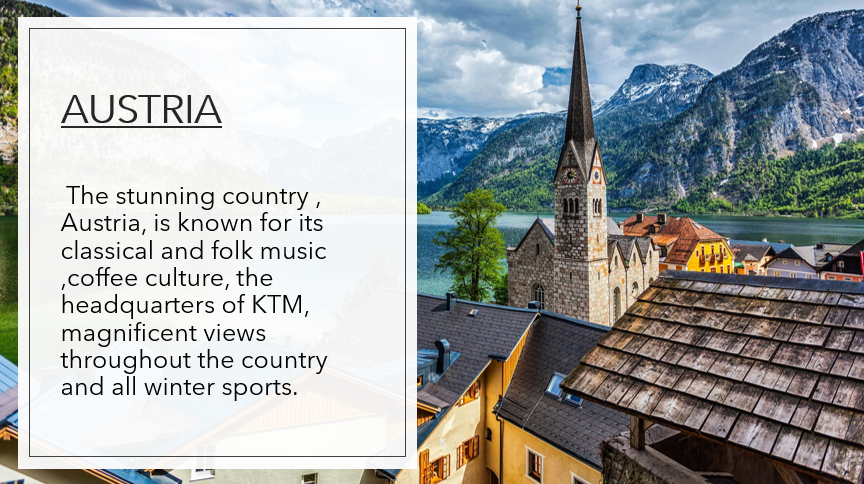 AUSTRIA
The stunning country ,
Austria, is known for its
classical and folk music
,coffee culture, the
headquarters of KTM,
magnificent views
throughout the country
and all winter sports.